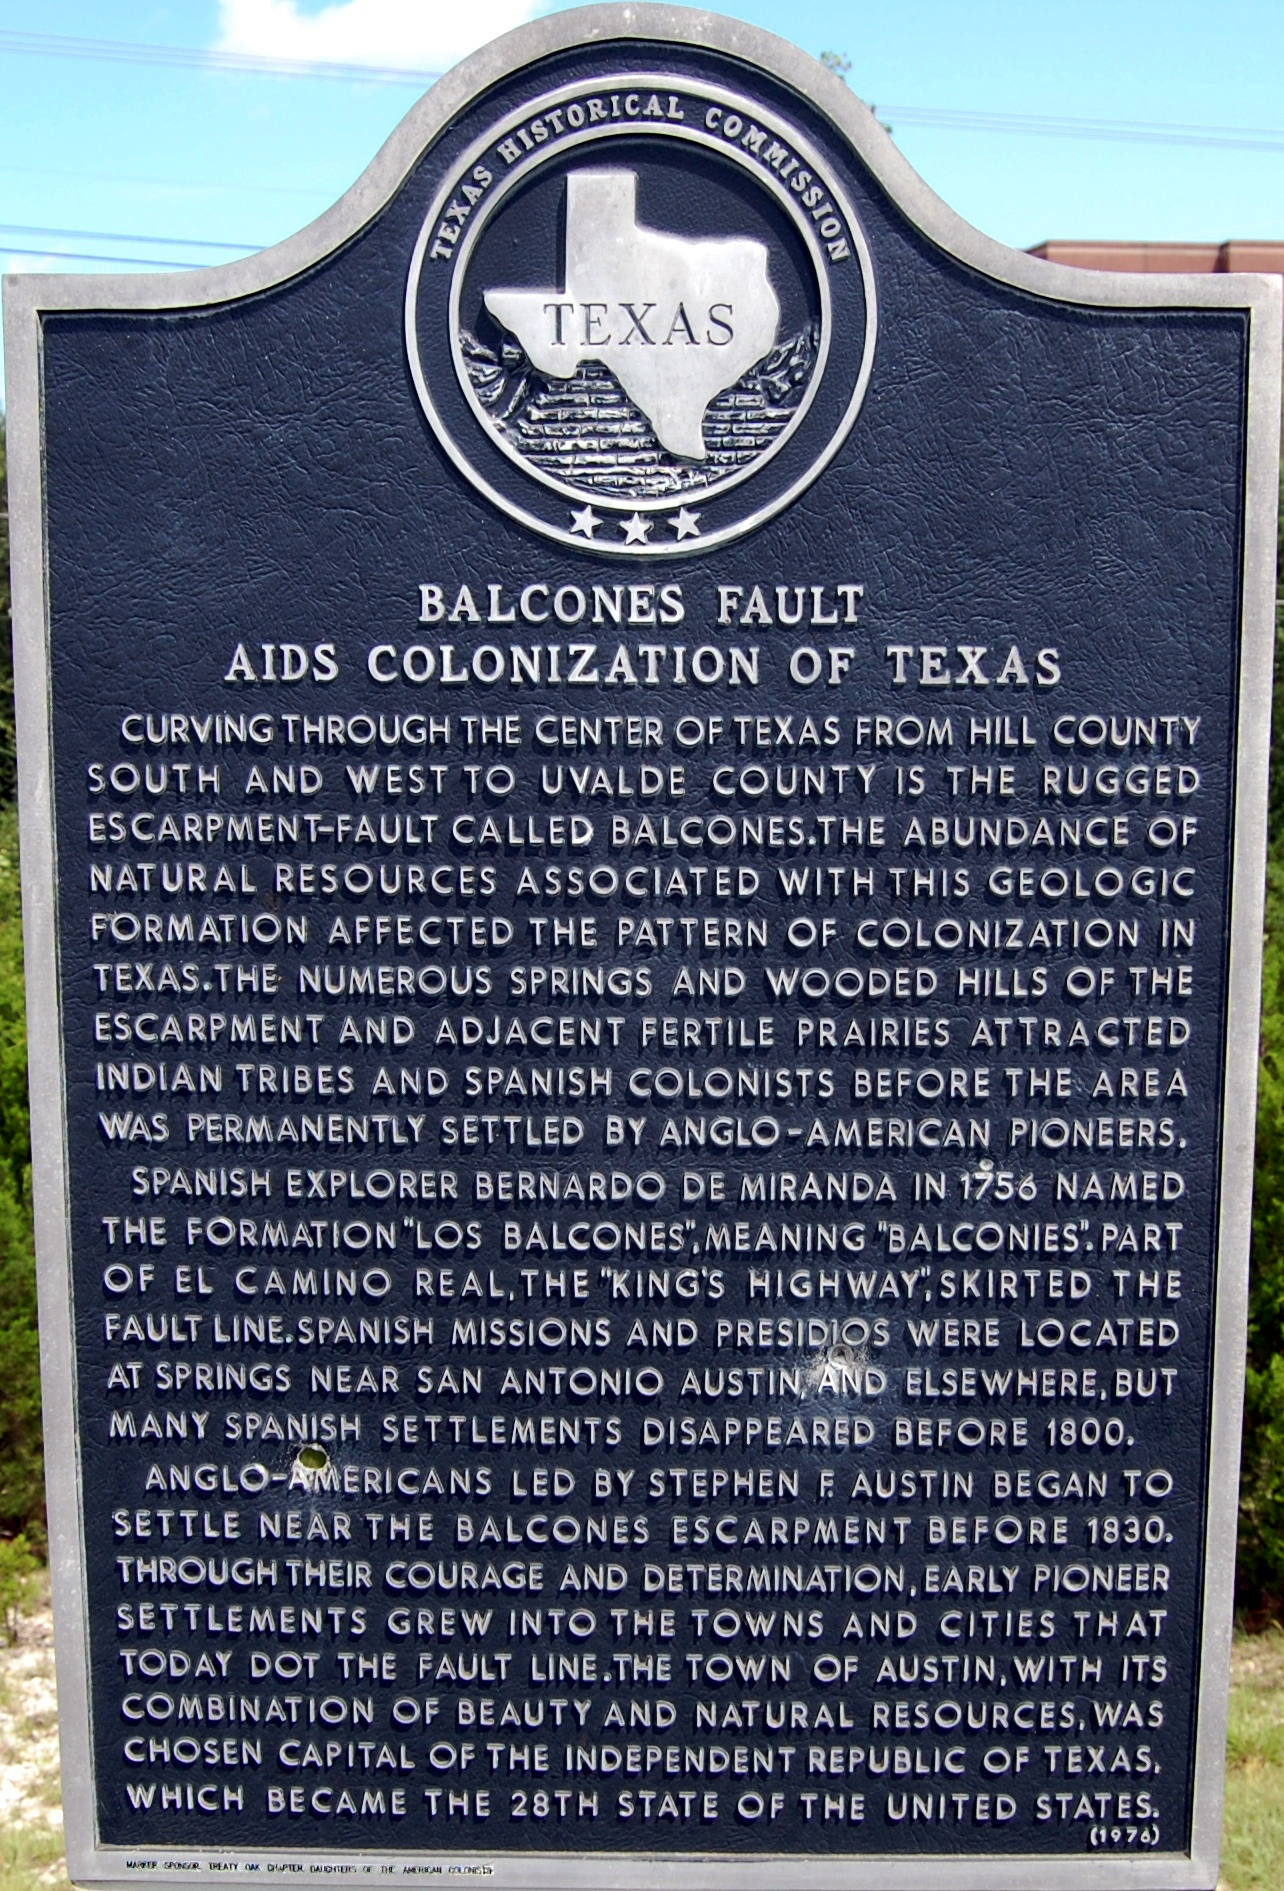 TEXAS HISTORICAL COMMISSION
TEXAS
BALCONES FAULT
AIDS COLONIZATION OF TEXAS
CURVING THROUGH THE CENTER OF TEXAS FROM HILL COUNTY
SOUTH AND WEST TO UVALDE COUNTY IS THE RUGGED
ESCARPMENT-FAULT CALLED BALCONES. THE ABUNDANCE OF
NATURAL RESOURCES ASSOCIATED WITH THIS GEOLOGIC
FORMATION AFFECTED THE PATTERN OF COLONIZATION IN
TEXAS. THE NUMEROUS SPRINGS AND WOODED HILLS OF THE
ESCARPMENT AND ADJACENT FERTILE PRAIRIES ATTRACTED
INDIAN TRIBES AND SPANISH COLONISTS BEFORE THE AREA
WAS PERMANENTLY SETTLED BY ANGLO-AMERICAN PIONEERS.
SPANISH EXPLORER BERNARDO DE MIRANDA IN 1756 NAMED
THE FORMATION "LOS BALCONES", MEANING "BALCONIES". PART
OF EL CAMINO REAL, THE "KING'S HIGHWAY", SKIRTED THE
FAULT LINE. SPANISH MISSIONS AND PRESIDIOS WERE LOCATED
AT SPRINGS NEAR SAN ANTONIO AUSTIN, AND ELSEWHERE, BUT
MANY SPANISH SETTLEMENTS DISAPPEARED BEFORE 1800.
ANGLO-AMERICANS LED BY STEPHEN F. AUSTIN BEGAN TO
SETTLE NEAR THE BALCONES ESCARPMENT BEFORE 1830.
THROUGH THEIR COURAGE AND DETERMINATION, EARLY PIONEER
SETTLEMENTS GREW INTO THE TOWNS AND CITIES THAT
TODAY DOT THE FAULT LINE. THE TOWN OF AUSTIN, WITH ITS
COMBINATION OF BEAUTY AND NATURAL RESOURCES, WAS
CHOSEN CAPITAL OF THE INDEPENDENT REPUBLIC OF TEXAS,
WHICH BECAME THE 28TH STATE OF THE UNITED STATES.
(1976)
MARKER SPONSOR: TREATY OAK CHAPTER, DAUGHTERS OF THE AMERICAN COLONISTS